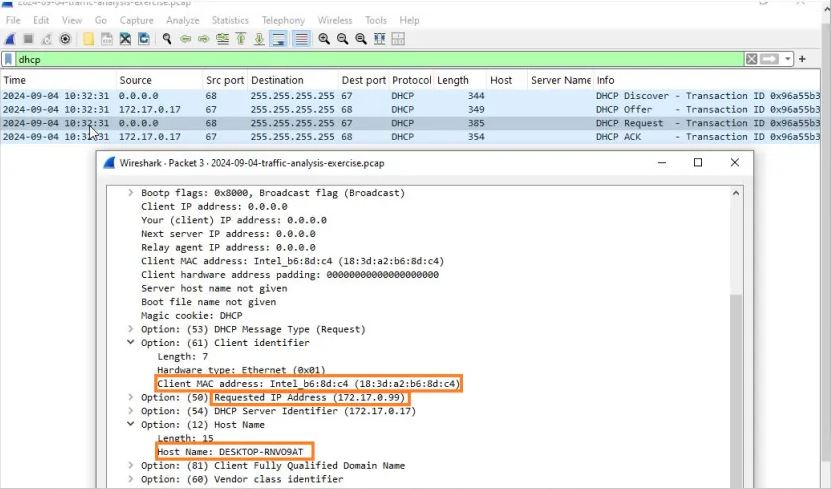 2024-09-04-traffic-analysis-exercise.pcap
File Edit View Go Capture Analyze Statistics Telephony Wireless Tools Help
dhcp
Time Source Src port Destination Dest port Protocol Length Host Server Name Info
2024-09-04 10:32:31 0.0.0.0 68 255.255.255.255 67 DHCP 344 DHCP Discover - Transaction ID 0x96a55b3
2024-09-04 10:32:31 172.17.0.17 67 255.255.255.255 68 DHCP 349 DHCP Offer - Transaction ID 0x96a55b3
2024-09-04 10:32:31 0.0.0.0 68 255.255.255.255 67 DHCP 385 DHCP Request - Transaction ID 0x96a55b3
2024-09-04 10:32:31 172.17.0.17 67 255.255.255.255 68 DHCP 354 DHCP ACK - Transaction ID 0x96a55b3
Wireshark · Packet 3 · 2024-09-04-traffic-analysis-exercise.pcap
Bootp flags: 0x8000, Broadcast flag (Broadcast)
Client IP address: 0.0.0.0
Your (client) IP address: 0.0.0.0
Next server IP address: 0.0.0.0
Relay agent IP address: 0.0.0.0
Client MAC address: Intel_b6:8d:c4 (18:3d:a2:b6:8d:c4)
Client hardware address padding: 00000000000000000000
Server host name not given
Boot file name not given
Magic cookie: DHCP
Option: (53) DHCP Message Type (Request)
Option: (61) Client identifier
Length: 7
Hardware type: Ethernet (0x01)
Client MAC address: Intel_b6:8d:c4 (18:3d:a2:b6:8d:c4)
Option: (50) Requested IP Address (172.17.0.99)
Option: (54) DHCP Server Identifier (172.17.0.17)
Option: (12) Host Name
Length: 15
Host Name: DESKTOP-RNVO9AT
Option: (81) Client Fully Qualified Domain Name
Option: (60) Vendor class identifier